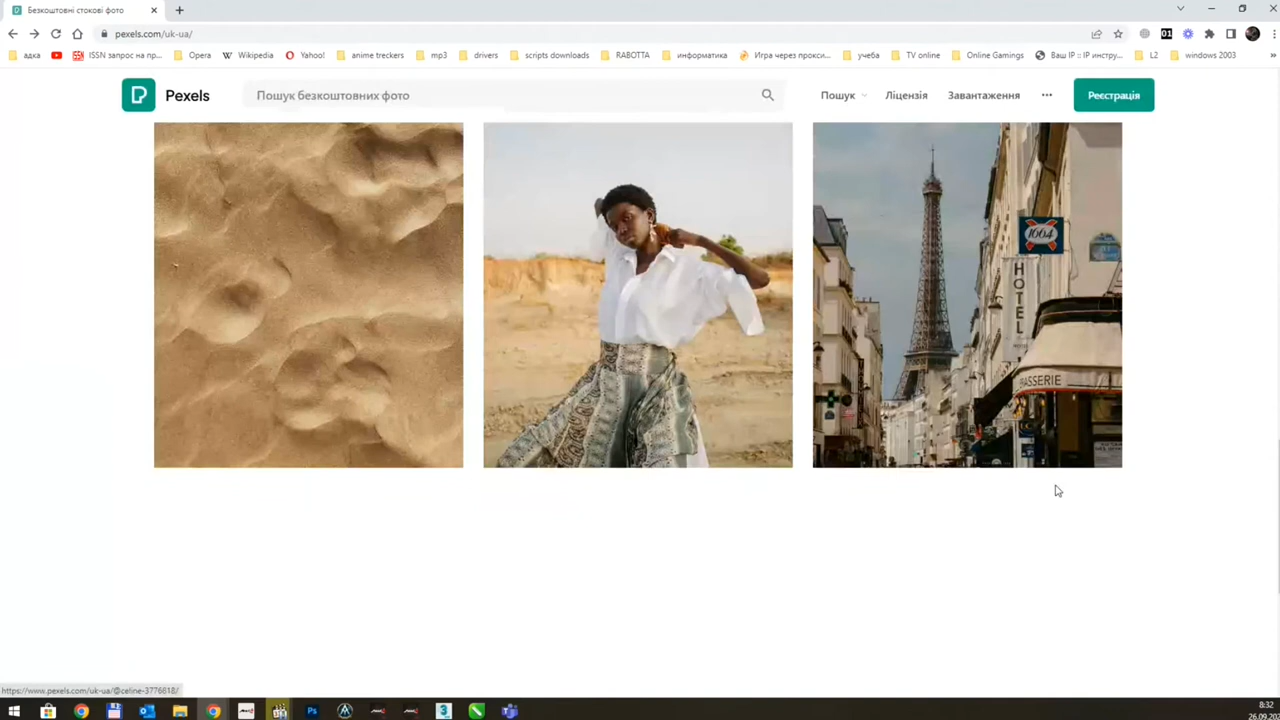 Безкоштовні стокові фото
pexels.com/uk-ua/
адка
ISSN запрос на пр...
Opera
Wikipedia
Yahoo!
anime treckers
mp3
drivers
scripts downloads
RABOTTA
информатика
Игра через прокси...
учеба
TV online
Online Gamings
Ваш IP :: IP инстру...
L2
windows 2003
Pexels
Пошук безкоштовних фото
Пошук
Ліцензія
Завантаження
Реєстрація
1664
HOTEL
BRASSERIE
https://www.pexels.com/uk-ua/@celine-3776818/
8:32